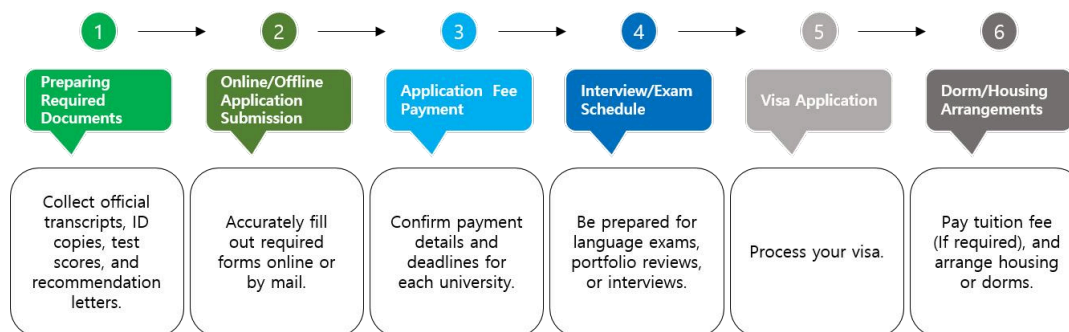 1
2
3
4
5
6
Preparing
Required
Documents
Online/Offline
Application
Submission
Application Fee
Payment
Interview/Exam
Schedule
Visa Application
Dorm/Housing
Arrangements
Collect official
transcripts, ID
copies, test
scores, and
recommendation
letters.
Accurately fill
out required
forms online or
by mail.
Confirm payment
details and
deadlines for
each university.
Be prepared for
language exams,
portfolio reviews,
or interviews.
Process your visa.
Pay tuition fee
(If required), and
arrange housing
or dorms.